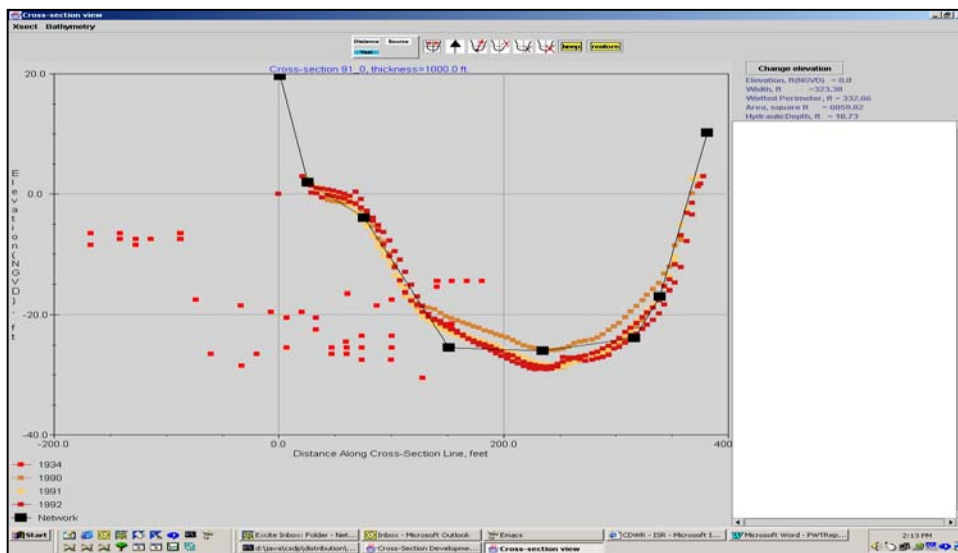 Cross-section view
Xsect Bathymetry
Distance Source
Year
keep
restore
Cross-section 91_0, thickness=1000.0 ft.
Change elevation
Elevation, ft(NGVD) = 0.0
Width, ft =323.38
Wetted Perimeter, ft = 332.66
Area, square ft = 6059.82
HydraulicDepth, ft = 18.73
20.0
0.0
-20.0
-40.0
Elevation(NGVD), ft
-200.0 0.0 200.0 400
Distance Along Cross-Section Line, feet
1934
1990
1991
1992
Network
Start
Excite Inbox: Folder - Net...
Inbox - Microsoft Outlook
Emacs
CDWR - ISR - Microsoft I...
Microsoft Word - PWTRep...
2:13 PM
d:\java\csdp\distribution\...
Cross-Section Developme...
Cross-section view